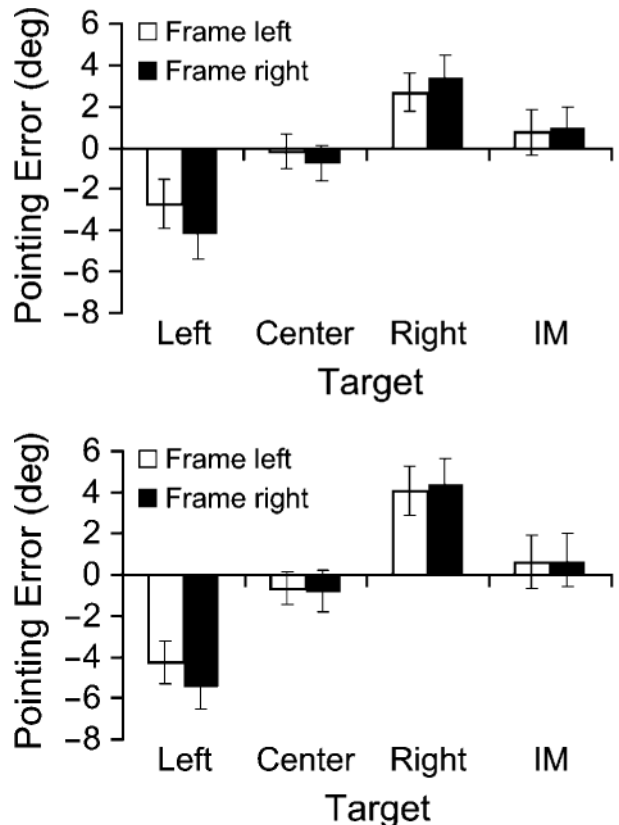 Pointing Error (deg)
6
4
2
0
−2
−4
−6
−8
Frame left
Frame right
Left Center Right IM
Target
Pointing Error (deg)
6
4
2
0
−2
−4
−6
−8
Frame left
Frame right
Left Center Right IM
Target